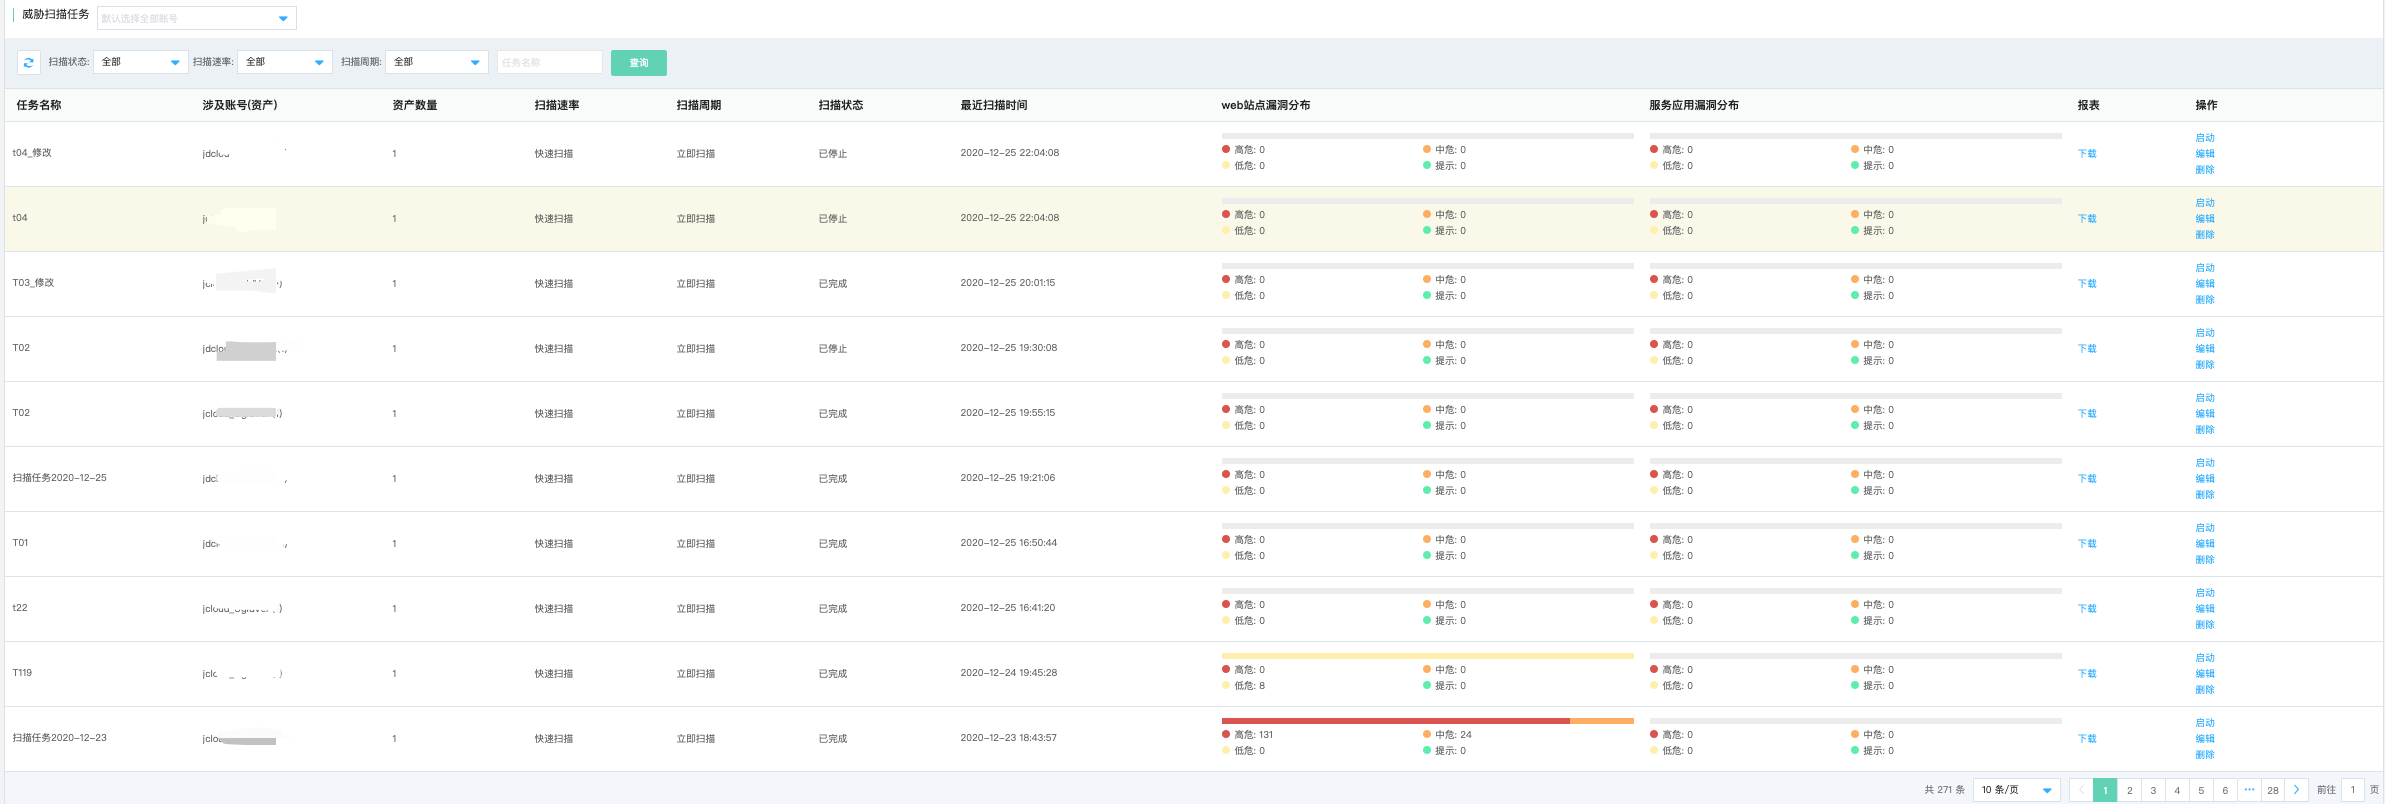 威胁扫描任务 默认选择全部账号
扫描状态: 全部 扫描速率: 全部 扫描周期: 全部 任务名称 查询
任务名称 涉及账号(资产) 资产数量 扫描速率 扫描周期 扫描状态 最近扫描时间 web站点漏洞分布 服务应用漏洞分布 报表 操作
t04_修改 1 快速扫描 立即扫描 已停止 2020-12-25 22:04:08 高危: 0 中危: 0 低危: 0 提示: 0 高危: 0 中危: 0 低危: 0 提示: 0 下载 启动 编辑 删除
t04 1 快速扫描 立即扫描 已停止 2020-12-25 22:04:08 高危: 0 中危: 0 低危: 0 提示: 0 高危: 0 中危: 0 低危: 0 提示: 0 下载 启动 编辑 删除
T03_修改 1 快速扫描 立即扫描 已完成 2020-12-25 20:01:15 高危: 0 中危: 0 低危: 0 提示: 0 高危: 0 中危: 0 低危: 0 提示: 0 下载 启动 编辑 删除
T02 1 快速扫描 立即扫描 已停止 2020-12-25 19:30:08 高危: 0 中危: 0 低危: 0 提示: 0 高危: 0 中危: 0 低危: 0 提示: 0 下载 启动 编辑 删除
T02 1 快速扫描 立即扫描 已完成 2020-12-25 19:55:15 高危: 0 中危: 0 低危: 0 提示: 0 高危: 0 中危: 0 低危: 0 提示: 0 下载 启动 编辑 删除
扫描任务2020-12-25 1 快速扫描 立即扫描 已完成 2020-12-25 19:21:06 高危: 0 中危: 0 低危: 0 提示: 0 高危: 0 中危: 0 低危: 0 提示: 0 下载 启动 编辑 删除
T01 1 快速扫描 立即扫描 已完成 2020-12-25 16:50:44 高危: 0 中危: 0 低危: 0 提示: 0 高危: 0 中危: 0 低危: 0 提示: 0 下载 启动 编辑 删除
t22 1 快速扫描 立即扫描 已完成 2020-12-25 16:41:20 高危: 0 中危: 0 低危: 0 提示: 0 高危: 0 中危: 0 低危: 0 提示: 0 下载 启动 编辑 删除
T119 1 快速扫描 立即扫描 已完成 2020-12-24 19:45:28 高危: 0 中危: 0 低危: 8 提示: 0 高危: 0 中危: 0 低危: 0 提示: 0 下载 启动 编辑 删除
扫描任务2020-12-23 1 快速扫描 立即扫描 已完成 2020-12-23 18:43:57 高危: 131 中危: 24 低危: 0 提示: 0 高危: 0 中危: 0 低危: 0 提示: 0 下载 启动 编辑 删除
共 271 条 10 条/页 1 2 3 4 5 6 ··· 28 前往 1 页